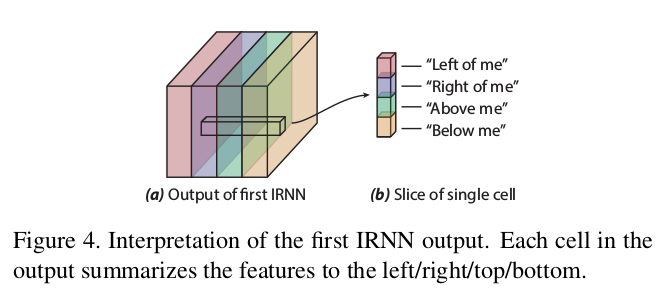 “Left of me”
“Right of me”
“Above me”
“Below me”
(a) Output of first IRNN
(b) Slice of single cell
Figure 4. Interpretation of the first IRNN output. Each cell in the
output summarizes the features to the left/right/top/bottom.